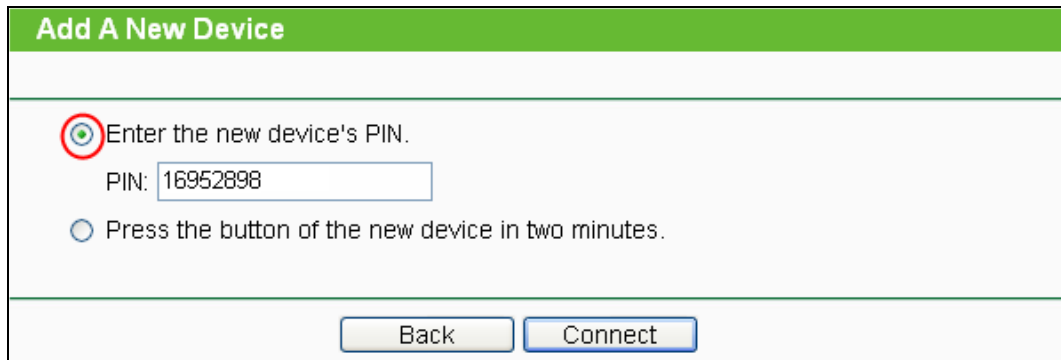 Add A New Device
Enter the new device's PIN.
PIN: 16952898
Press the button of the new device in two minutes.
Back Connect